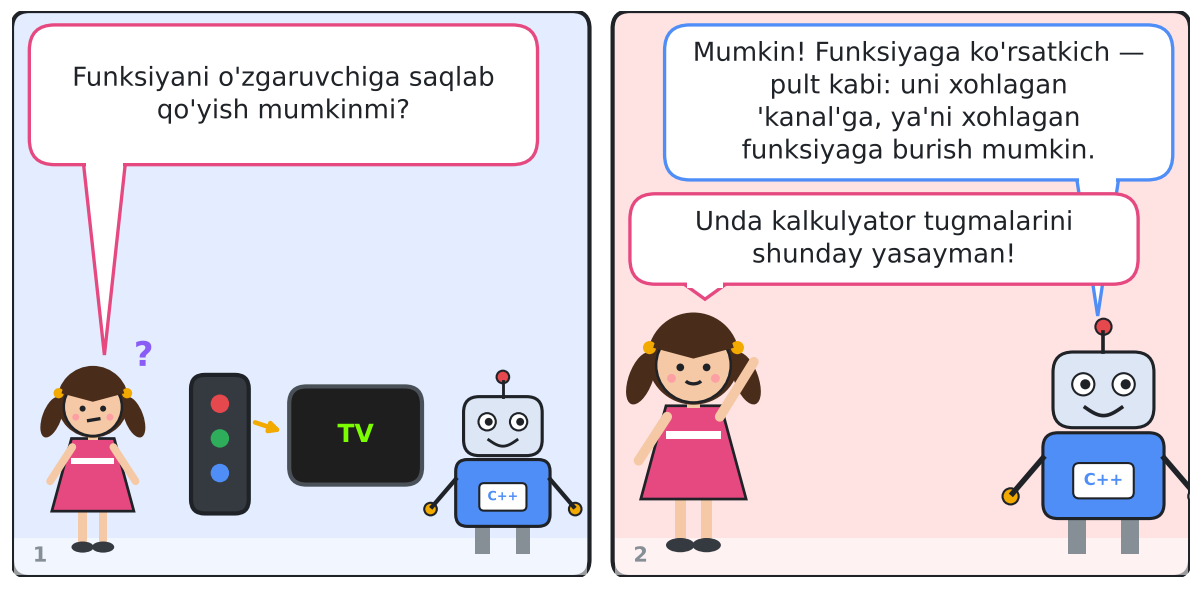 Funksiyani o'zgaruvchiga saqlab
qo'yish mumkinmi?
?
TV
C++
1
Mumkin! Funksiyaga ko'rsatkich —
pult kabi: uni xohlagan
'kanal'ga, ya'ni xohlagan
funksiyaga burish mumkin.
Unda kalkulyator tugmalarini
shunday yasayman!
C++
2